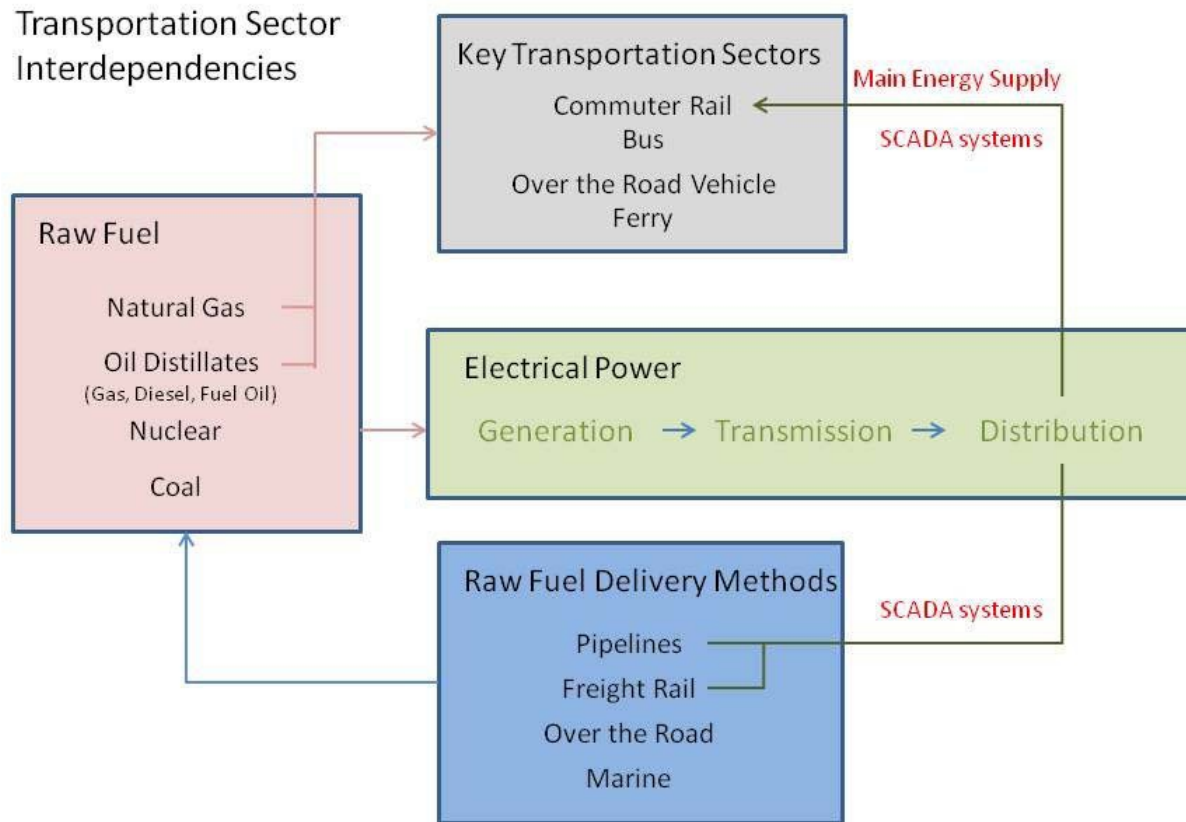 Transportation Sector
Interdependencies
Key Transportation Sectors
Commuter Rail
Bus
Over the Road Vehicle
Ferry
Main Energy Supply
SCADA systems
Raw Fuel
Natural Gas
Oil Distillates
(Gas, Diesel, Fuel Oil)
Nuclear
Coal
Electrical Power
Generation
Transmission
Distribution
Raw Fuel Delivery Methods
Pipelines
Freight Rail
Over the Road
Marine
SCADA systems